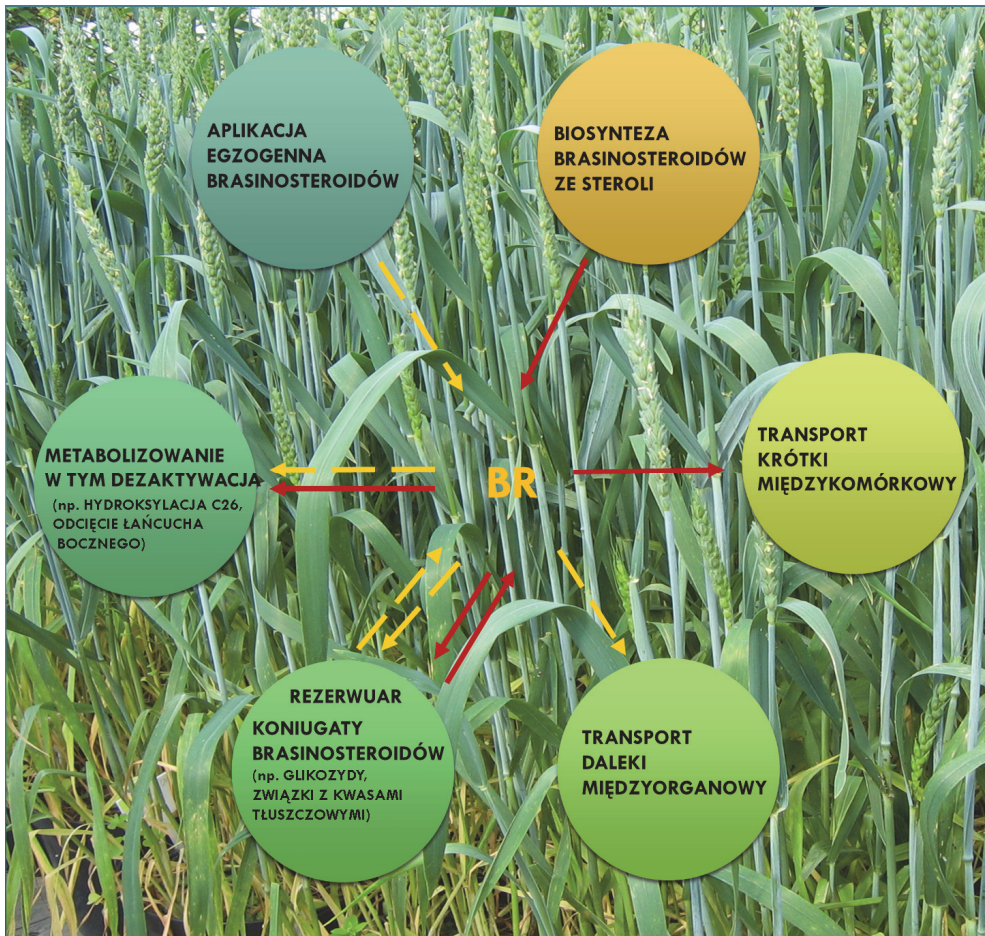 APLIKACJA
EGZOGENNA
BRASINOSTEROIDÓW
BIOSYNTEZA
BRASINOSTEROIDÓW
ZE STEROLI
METABOLIZOWANIE
W TYM DEZAKTYWACJA
(np. HYDROKSYLACJA C26,
ODCIĘCIE ŁAŃCUCHA
BOCZNEGO)
BR
TRANSPORT
KRÓTKI
MIĘDZYKOMÓRKOWY
REZERWUAR
KONIUGATY
BRASINOSTEROIDÓW
(np. GLIKOZYDY,
ZWIĄZKI Z KWASAMI
TŁUSZCZOWYMI)
TRANSPORT
DALEKI
MIĘDZYORGANOWY